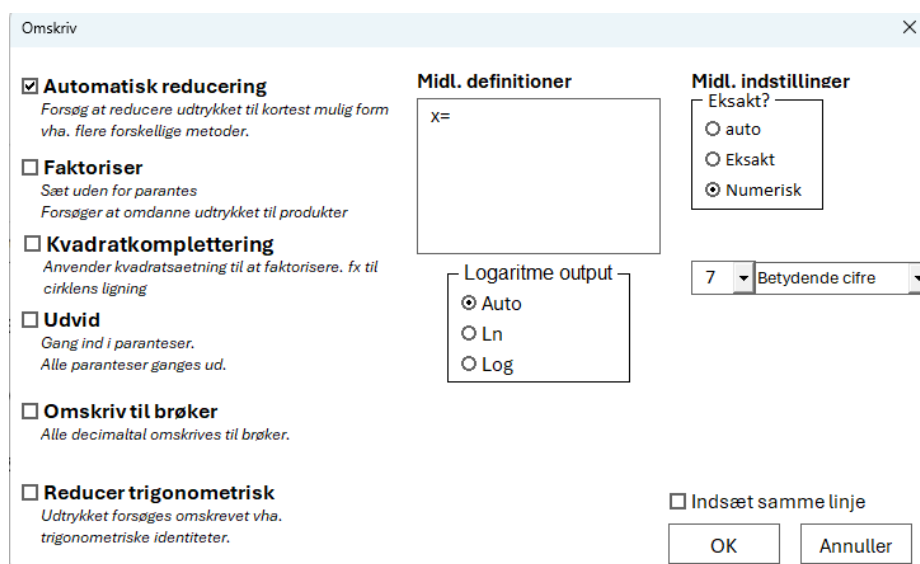 Omskriv
Automatisk reducering
Forsøg at reducere udtrykket til kortest mulig form
vha. flere forskellige metoder.
Faktoriser
Sæt uden for parantes
Forsøger at omdanne udtrykket til produkter
Kvadratkomplettering
Anvender kvadratsaetning til at faktorisere. fx til
cirklens ligning
Udvid
Gang ind i paranteser.
Alle paranteser ganges ud.
Omskriv til brøker
Alle decimaltal omskrives til brøker.
Reducer trigonometrisk
Udtrykket forsøges omskrevet vha.
trigonometriske identiteter.
Midl. definitioner
x=
Logaritme output
Auto
Ln
Log
Midl. indstillinger
Eksakt?
auto
Eksakt
Numerisk
7 Betydende cifre
Indsæt samme linje
OK Annuller